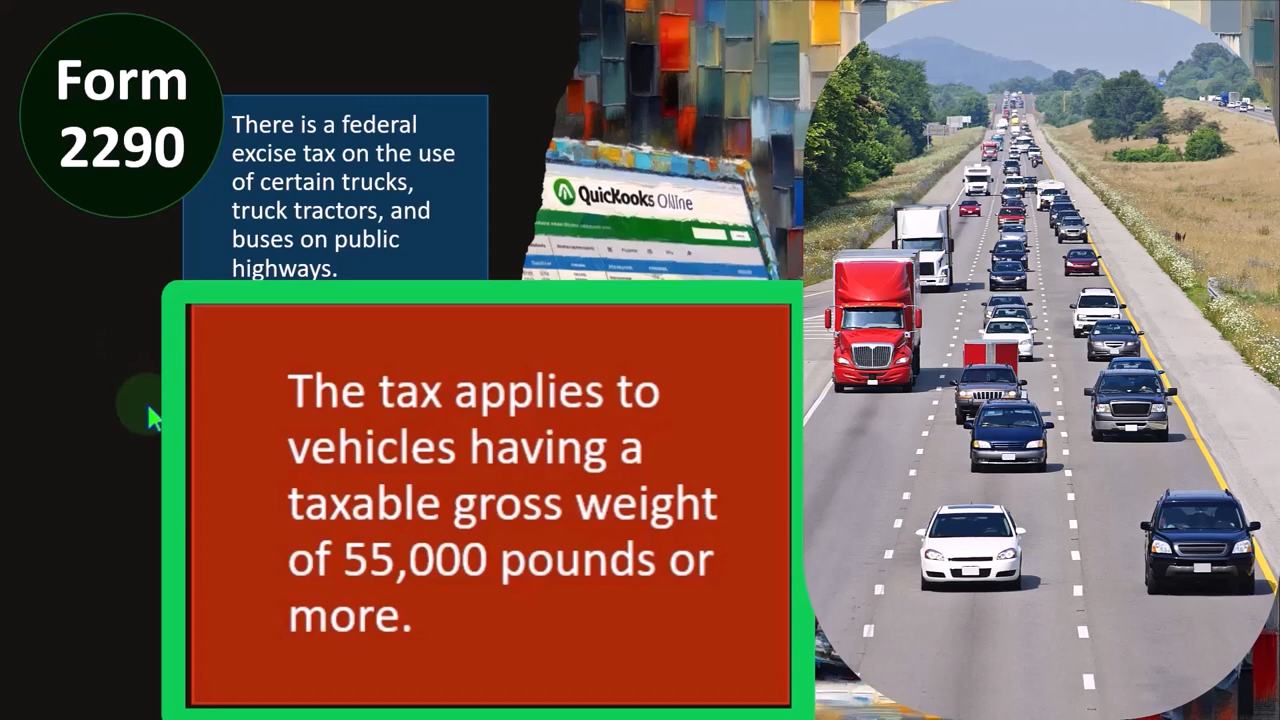 Form
2290
There is a federal
excise tax on the use
of certain trucks,
truck tractors, and
buses on public
highways.
QuicKooks Olline
The tax applies to
vehicles having a
taxable gross weight
of 55,000 pounds or
more.